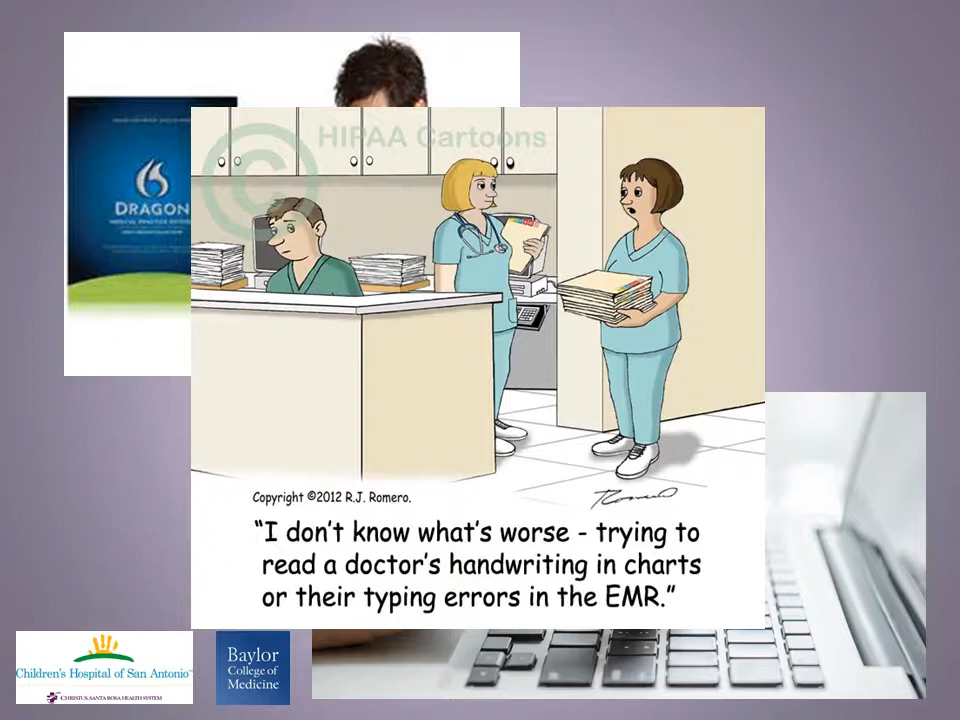 HIPAA Cartoons
DRAGON
Copyright ©2012 R.J. Romero.
“I don’t know what’s worse - trying to
read a doctor’s handwriting in charts
or their typing errors in the EMR.”
Children's Hospital of San Antonio
CHRISTUS SANTA ROSA HEALTH SYSTEM
Baylor
College of
Medicine